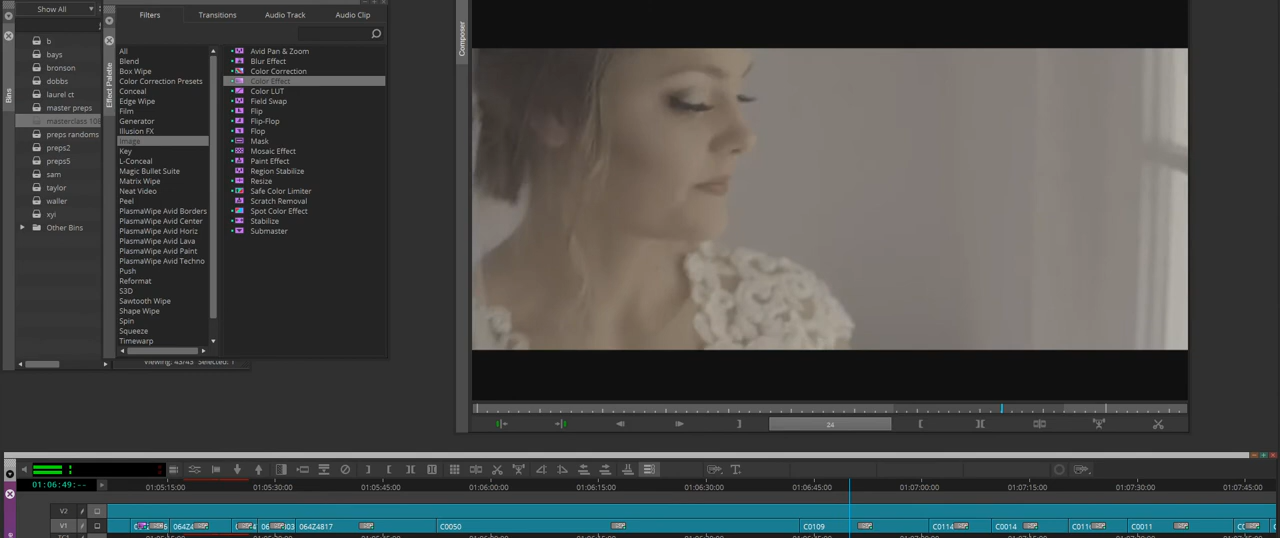 Show All
Filters
Transitions
Audio Track
Audio Clip
Bins
b
bays
bronson
dobbs
laurel ct
master preps
masterclass 108
preps randoms
preps2
preps5
sam
taylor
waller
xyi
Other Bins
Effect Palette
All
Blend
Box Wipe
Color Correction Presets
Conceal
Edge Wipe
Film
Generator
Illusion FX
Image
Key
L-Conceal
Magic Bullet Suite
Matrix Wipe
Neat Video
Peel
PlasmaWipe Avid Borders
PlasmaWipe Avid Center
PlasmaWipe Avid Horiz
PlasmaWipe Avid Lava
PlasmaWipe Avid Paint
PlasmaWipe Avid Techno
Push
Reformat
S3D
Sawtooth Wipe
Shape Wipe
Spin
Squeeze
Timewarp
Avid Pan & Zoom
Blur Effect
Color Correction
Color Effect
Color LUT
Field Swap
Flip
Flip-Flop
Flop
Mask
Mosaic Effect
Paint Effect
Region Stabilize
Resize
Safe Color Limiter
Scratch Removal
Spot Color Effect
Stabilize
Submaster
Viewing: 43/43 Selected: 1
Composer
24
01:06:49:--
01:05:15:00
01:05:30:00
01:05:45:00
01:06:00:00
01:06:15:00
01:06:30:00
01:06:45:00
01:07:00:00
01:07:15:00
01:07:30:00
01:07:45:00
V2
V1
064Z4817
C0050
C0109
C0114
C0014
C0011